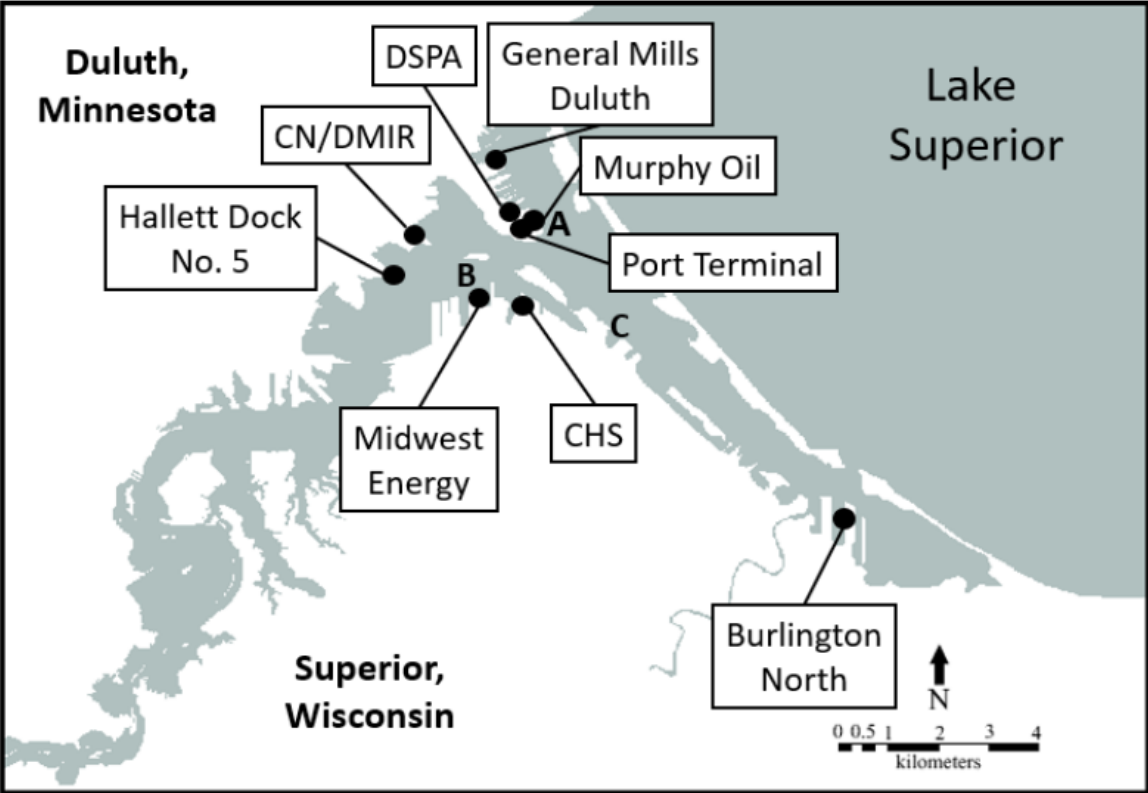 Duluth,
Minnesota
DSPA
General Mills
Duluth
Lake
Superior
CN/DMIR
Murphy Oil
Hallett Dock
No. 5
A
Port Terminal
B
C
Midwest
Energy
CHS
Burlington
North
Superior,
Wisconsin
N
0 0.5 1 2 3 4
kilometers